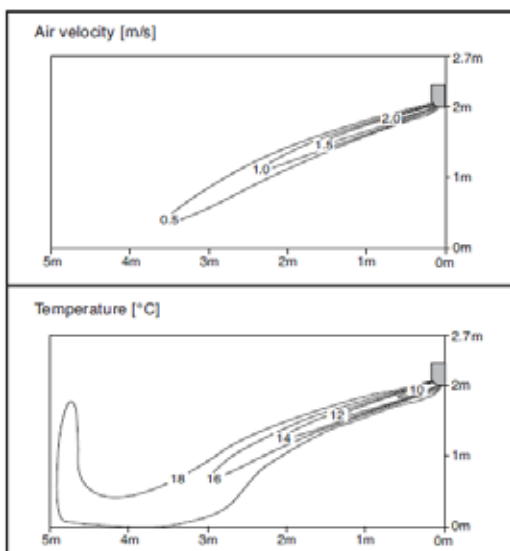 Air velocity [m/s]
2.7m
2m
2.0
1.5
1.0
1m
0.5
0m
5m 4m 3m 2m 1m 0m
Temperature [°C]
2.7m
10
2m
12
14
18 16
1m
0m
5m 4m 3m 2m 1m 0m